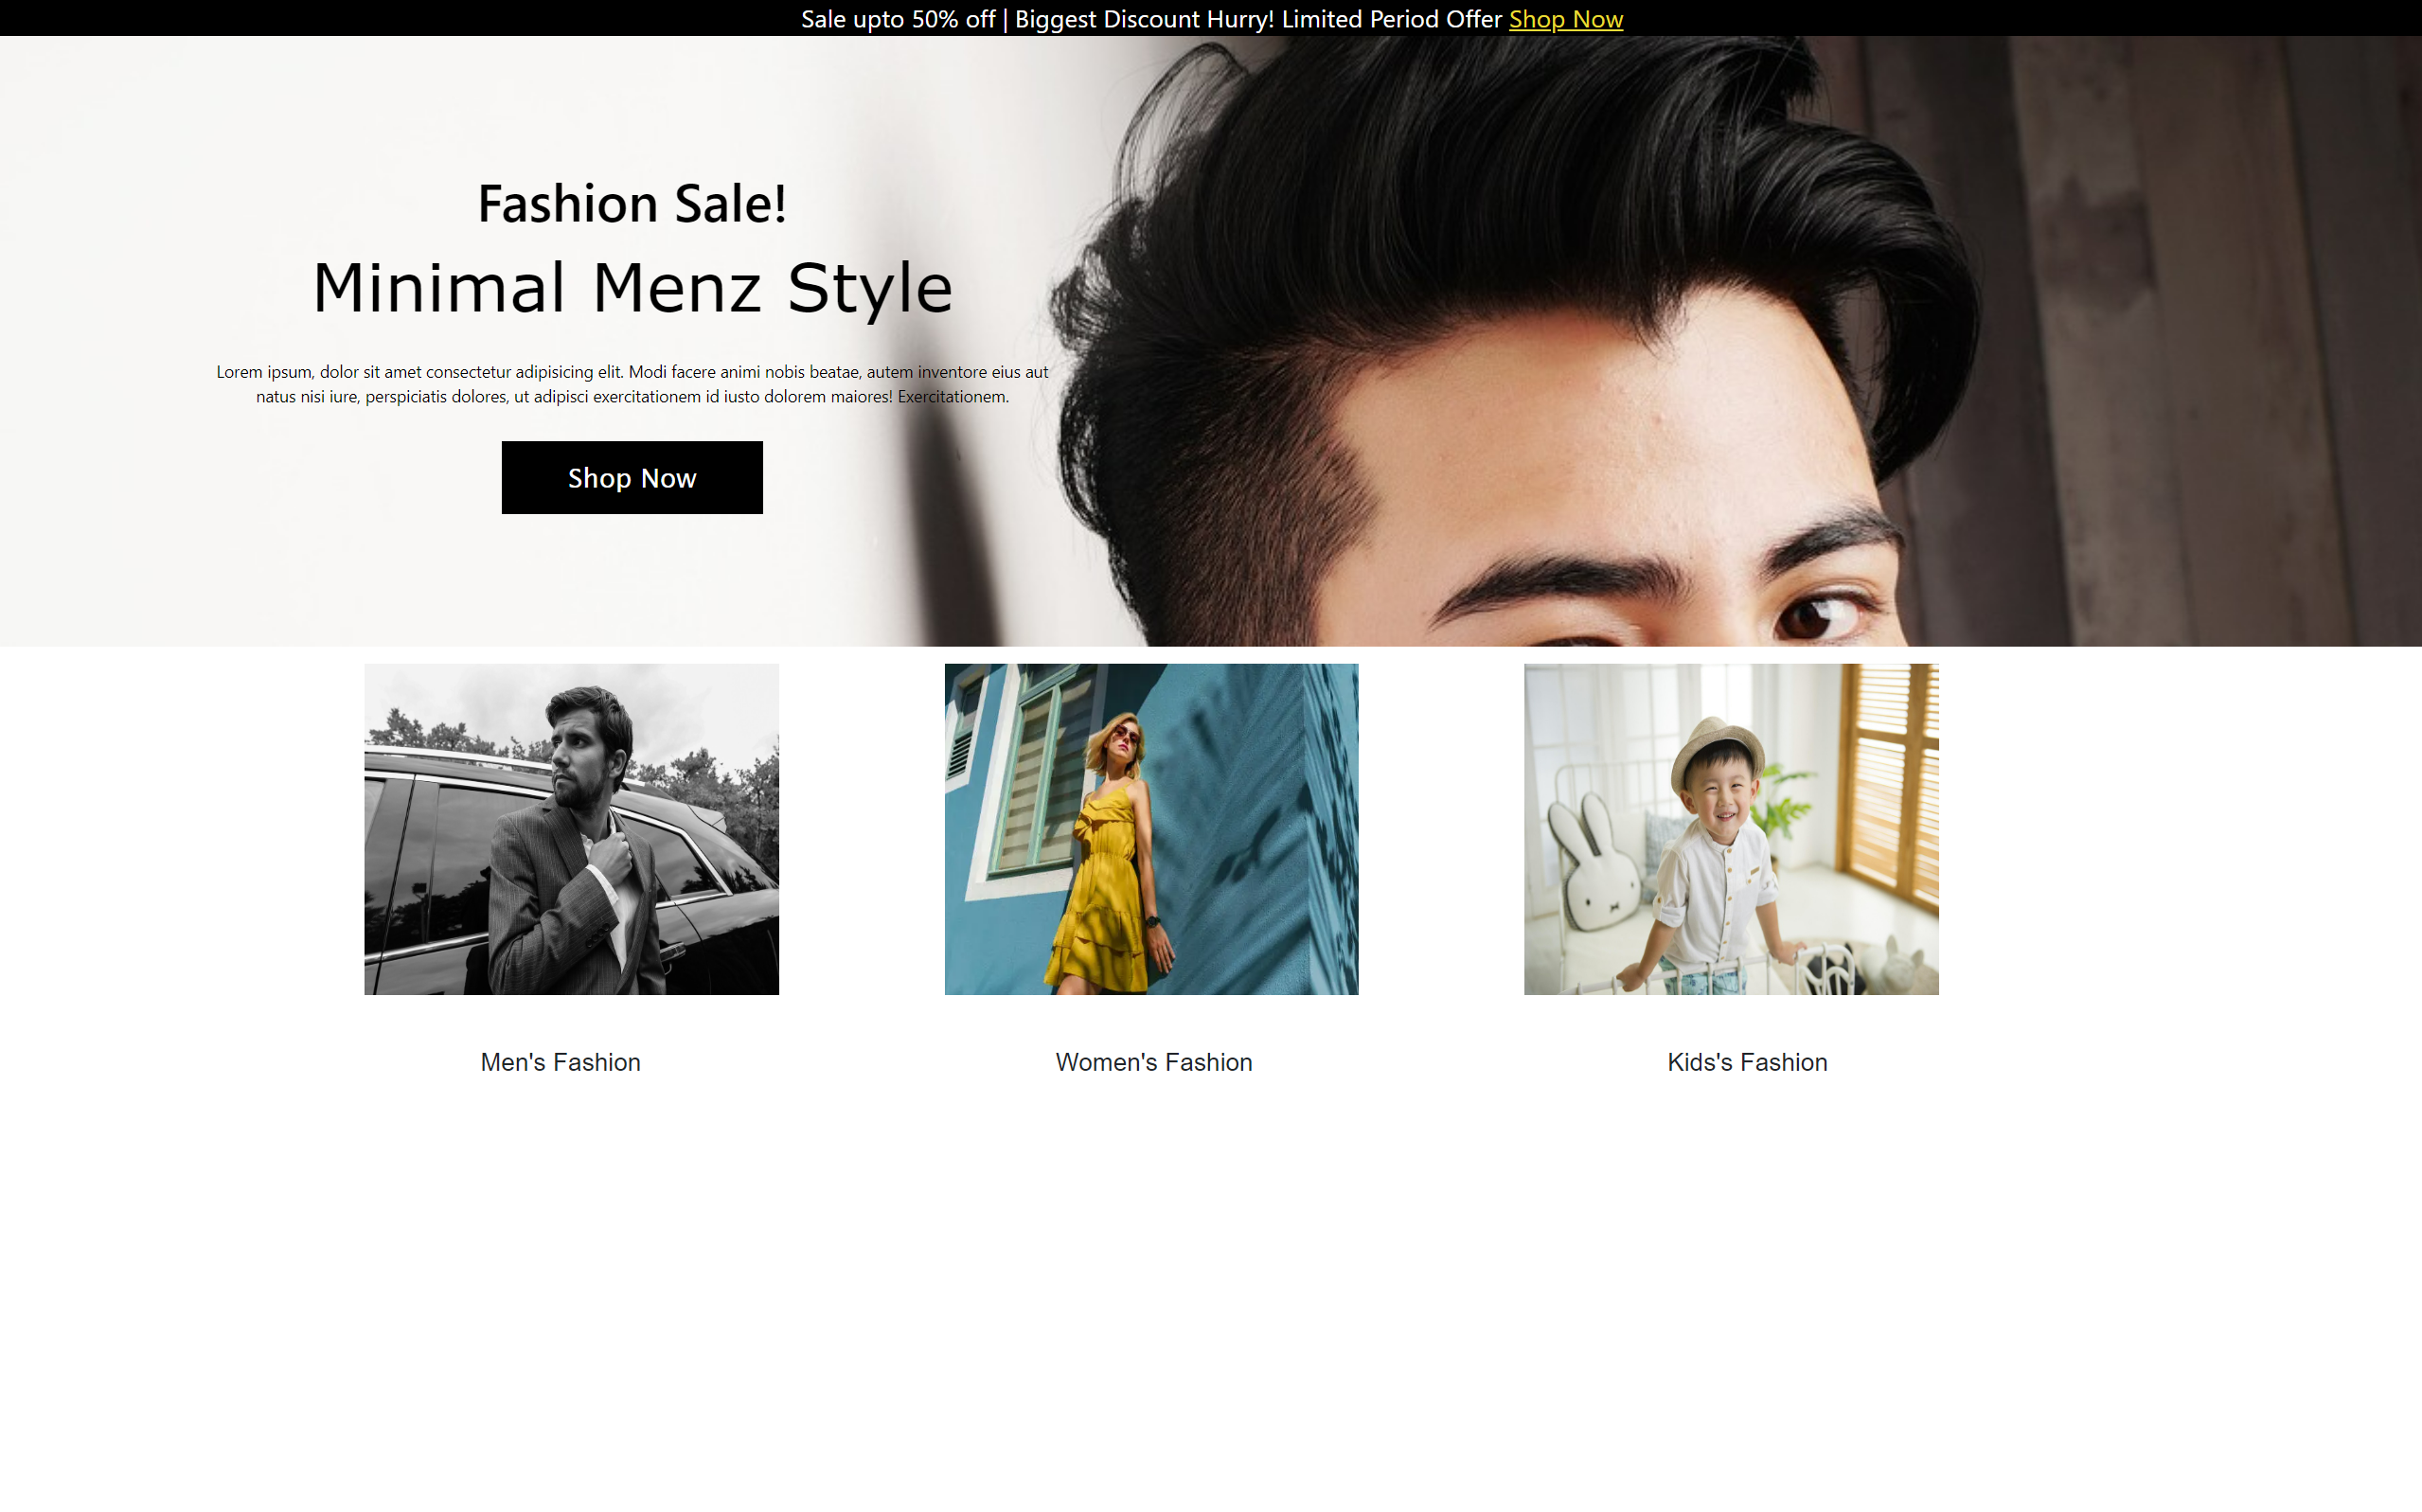 Sale upto 50% off | Biggest Discount Hurry! Limited Period Offer Shop Now
Fashion Sale!
Minimal Menz Style
Lorem ipsum, dolor sit amet consectetur adipisicing elit. Modi facere animi nobis beatae, autem inventore eius aut
natus nisi iure, perspiciatis dolores, ut adipisci exercitationem id iusto dolorem maiores! Exercitationem.
Shop Now
Men's Fashion
Women's Fashion
Kids's Fashion